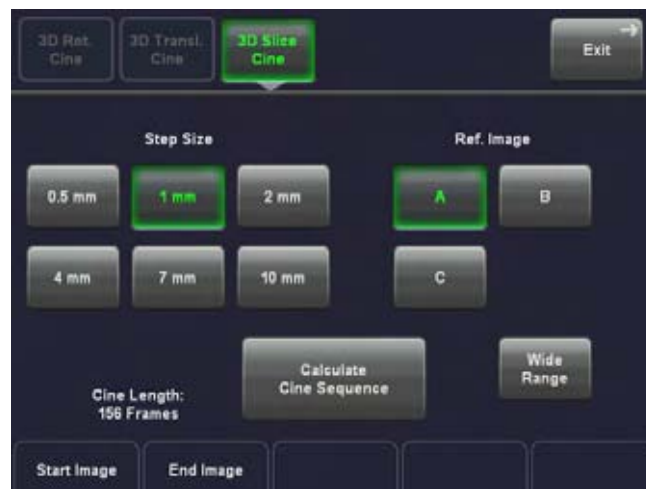 3D Rot.
Cine
3D Transl.
Cine
3D Slice
Cine
Exit
Step Size
Ref. Image
0.5 mm
1 mm
2 mm
A
B
4 mm
7 mm
10 mm
C
Calculate
Cine Sequence
Wide
Range
Cine Length:
156 Frames
Start Image
End Image